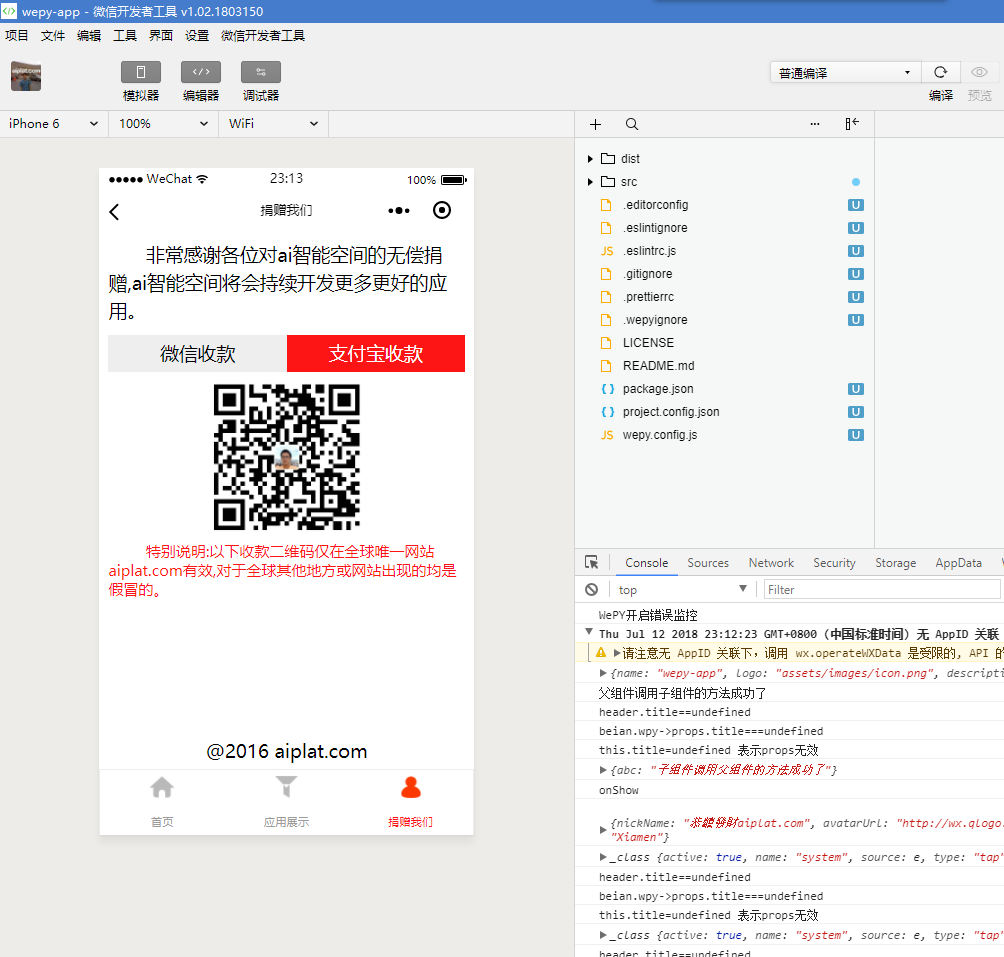 wepy-app - 微信开发者工具 v1.02.1803150
项目 文件 编辑 工具 界面 设置 微信开发者工具
模拟器 编辑器 调试器
普通编译
编译 预览
iPhone 6 100% WiFi
WeChat 23:13 100%
捐赠我们
非常感谢各位对ai智能空间的无偿捐
赠,ai智能空间将会持续开发更多更好的应
用。
微信收款 支付宝收款
特别说明:以下收款二维码仅在全球唯一网站
aiplat.com有效,对于全球其他地方或网站出现的均是
假冒的。
@2016 aiplat.com
首页 应用展示 捐赠我们
dist
src
.editorconfig U
.eslintignore U
JS .eslintrc.js U
.gitignore U
.prettierrc U
.wepyignore U
LICENSE
README.md
{ } package.json U
{ } project.config.json U
JS wepy.config.js U
Console Sources Network Security Storage AppData
top Filter
WePY开启错误监控
Thu Jul 12 2018 23:12:23 GMT+0800 (中国标准时间) 无 AppID 关联
请注意无 AppID 关联下, 调用 wx.operateWXData 是受限的, API 的
{name: "wepy-app", logo: "assets/images/icon.png", descripti
父组件调用子组件的方法成功了
header.title==undefined
beian.wpy->props.title===undefined
this.title=undefined 表示props无效
{abc: "子组件调用父组件的方法成功了"}
onShow
{nickName: "恭禧發財aiplat.com", avatarUrl: "http://wx.qlogo.
"Xiamen"}
_class {active: true, name: "system", source: e, type: "tap"
header.title==undefined
beian.wpy->props.title===undefined
this.title=undefined 表示props无效
_class {active: true, name: "system", source: e, type: "tap"
header.title==undefined